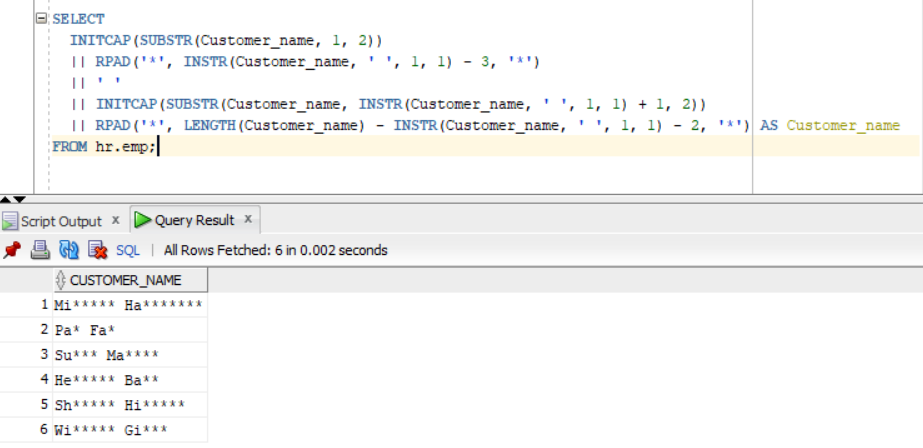 SELECT
INITCAP(SUBSTR(Customer_name, 1, 2))
|| RPAD('*', INSTR(Customer_name, ' ', 1, 1) - 3, '*')
|| ' '
|| INITCAP(SUBSTR(Customer_name, INSTR(Customer_name, ' ', 1, 1) + 1, 2))
|| RPAD('*', LENGTH(Customer_name) - INSTR(Customer_name, ' ', 1, 1) - 2, '*') AS Customer_name
FROM hr.emp;
Script Output x Query Result x
SQL | All Rows Fetched: 6 in 0.002 seconds
CUSTOMER_NAME
1 Mi***** Ha*******
2 Pa* Fa*
3 Su*** Ma****
4 He***** Ba**
5 Sh***** Hi*****
6 Wi***** Gi***